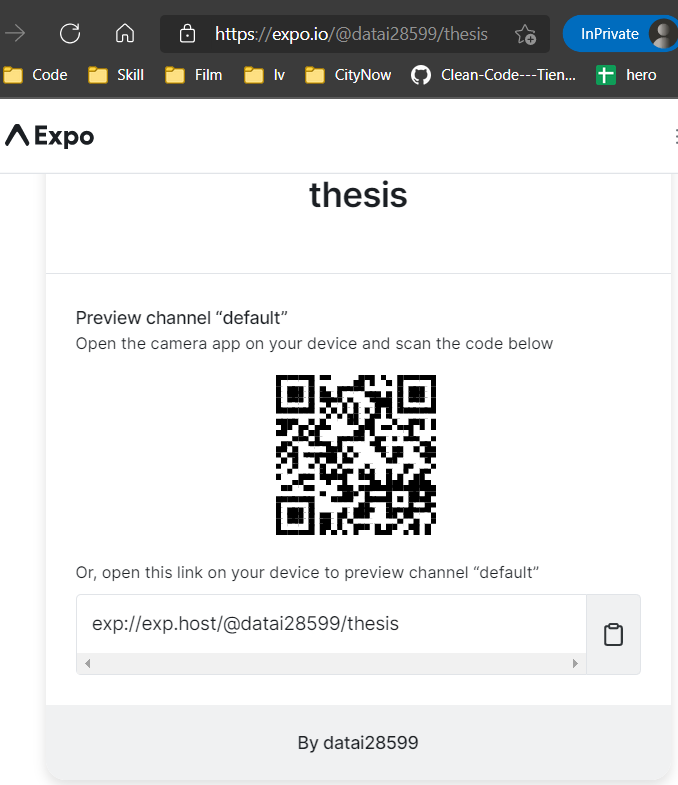 https://expo.io/@datai28599/thesis
InPrivate
Code Skill Film lv CityNow Clean-Code---Tien... hero
Expo
thesis
Preview channel “default”
Open the camera app on your device and scan the code below
Or, open this link on your device to preview channel “default”
exp://exp.host/@datai28599/thesis
By datai28599